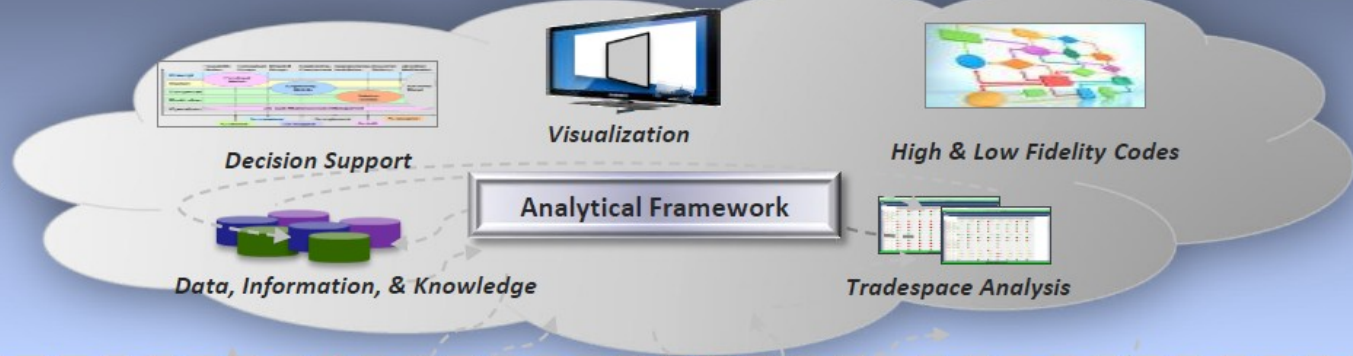 Visualization
Decision Support
High & Low Fidelity Codes
Analytical Framework
Data, Information, & Knowledge
Tradespace Analysis